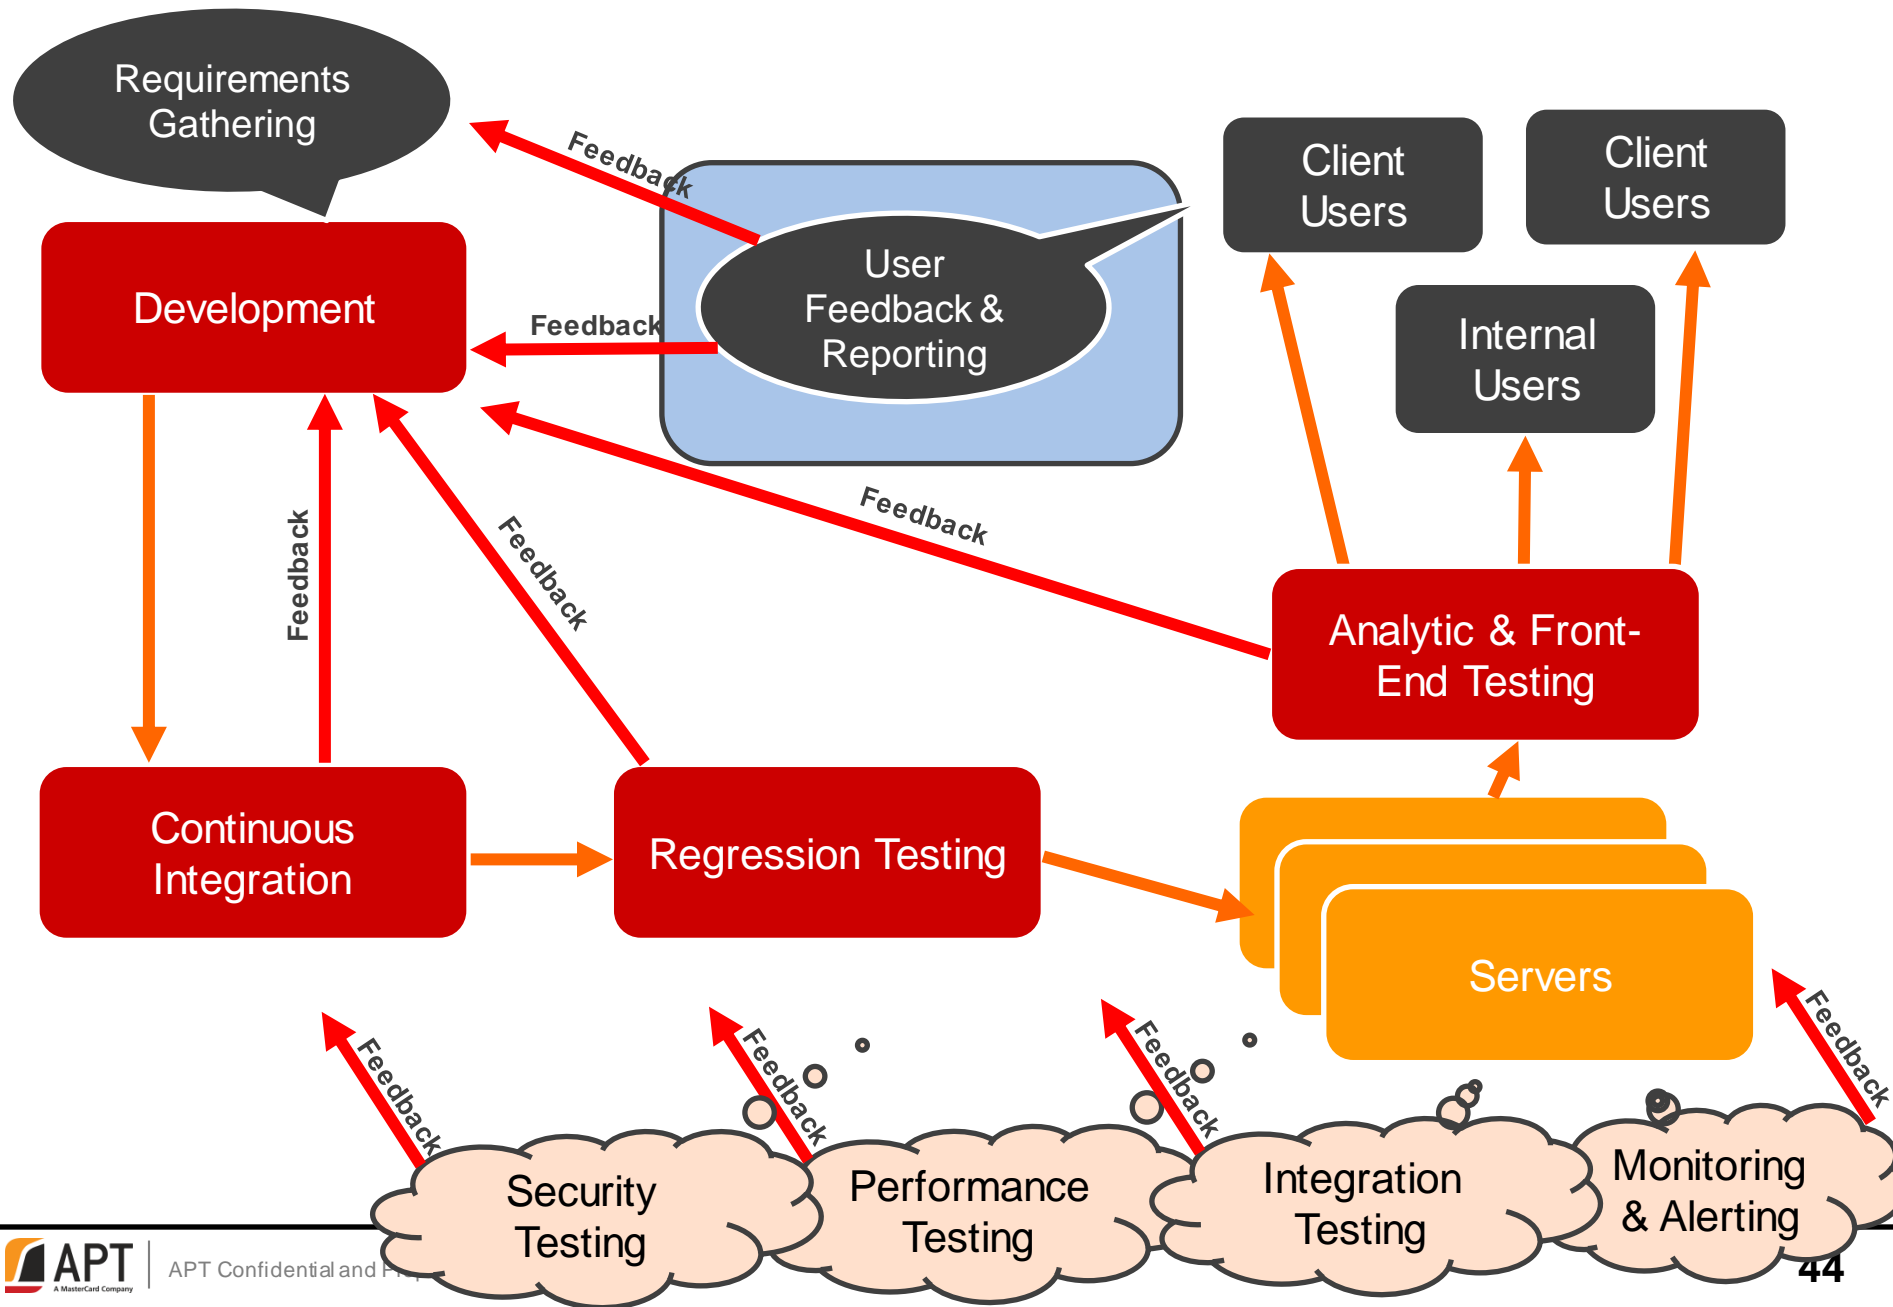 Requirements
Gathering
Feedback
Client
Users
Client
Users
Development
Feedback
User
Feedback &
Reporting
Internal
Users
Feedback
Feedback
Feedback
Analytic & Front-
End Testing
Continuous
Integration
Regression Testing
Servers
Feedback
Feedback
Feedback
Feedback
Security
Testing
Performance
Testing
Integration
Testing
Monitoring
& Alerting
APT
A MasterCard Company
APT Confidential and
44